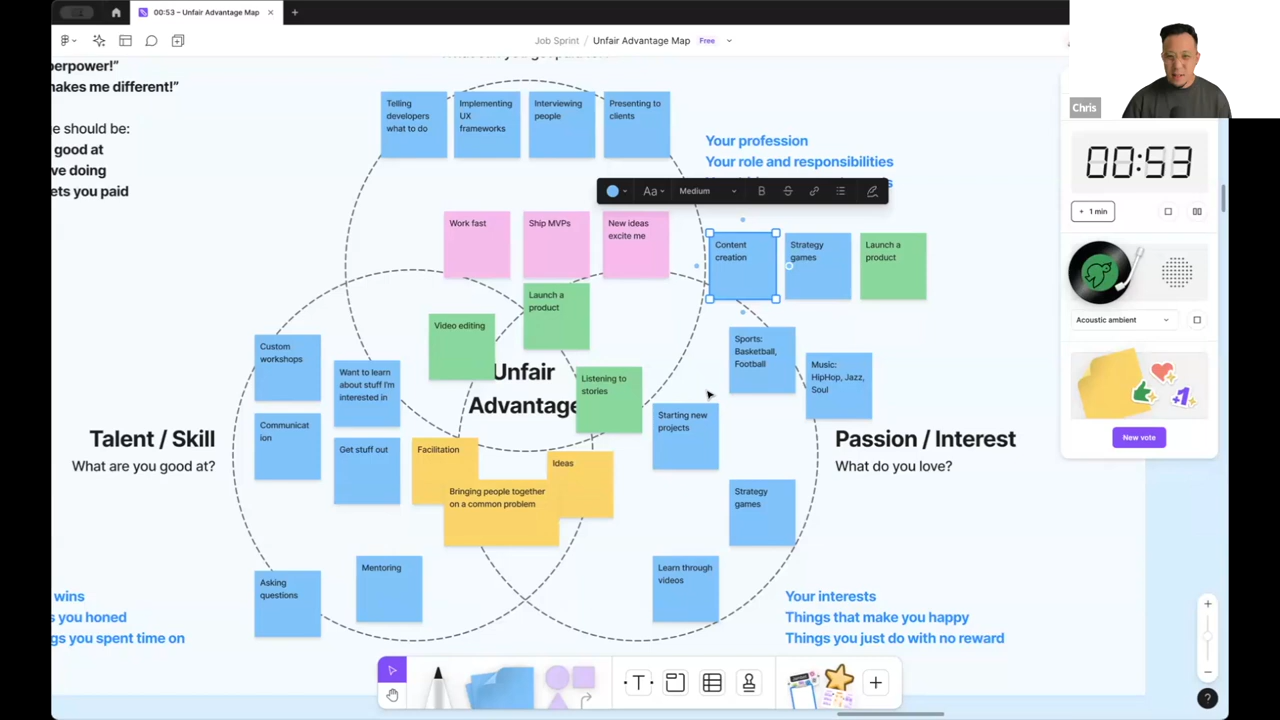 00:53 – Unfair Advantage Map
Job Sprint / Unfair Advantage Map Free
erpower!”
akes me different!”
e should be:
good at
ve doing
ets you paid
Telling
developers
what to do
Implementing
UX
frameworks
Interviewing
people
Presenting to
clients
Your profession
Your role and responsibilities
Aa
Medium
B
S
Work fast
Ship MVPs
New ideas
excite me
Content
creation
Strategy
games
Launch a
product
Launch a
product
Video editing
Unfair
Advantage
Listening to
stories
Sports:
Basketball,
Football
Music:
HipHop, Jazz,
Soul
Starting new
projects
Custom
workshops
Want to learn
about stuff I'm
interested in
Communicat
ion
Get stuff out
Talent / Skill
What are you good at?
Passion / Interest
What do you love?
Facilitation
Ideas
Bringing people together
on a common problem
Strategy
games
Mentoring
Asking
questions
Learn through
videos
wins
s you honed
gs you spent time on
Your interests
Things that make you happy
Things you just do with no reward
Chris
00:53
+ 1 min
Acoustic ambient
+1
New vote
T
?